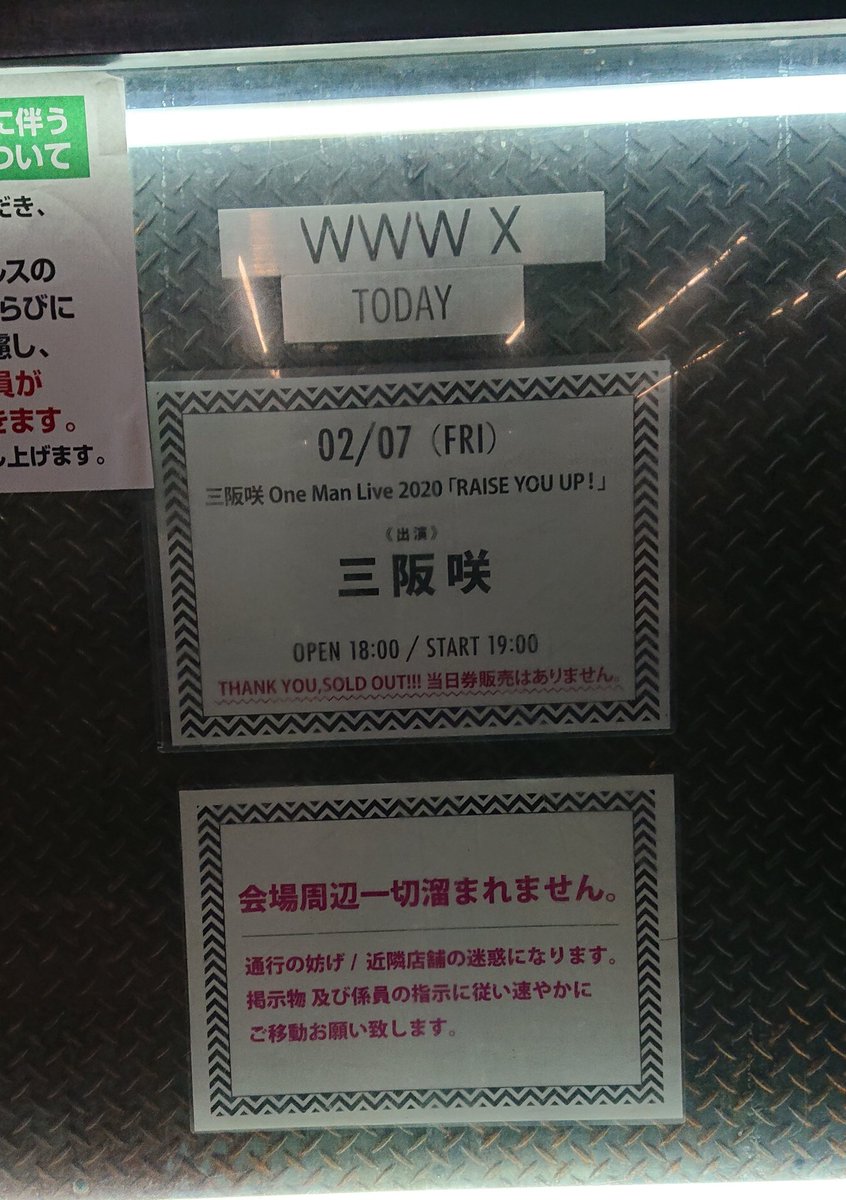 に伴う
ついて
だき、
ルスの
らびに
慮し、
員が
きます。
し上げます。
WWW X
TODAY
02/07 (FRI)
三阪咲 One Man Live 2020「RAISE YOU UP!」
《出演》
三阪咲
OPEN 18:00 / START 19:00
THANK YOU,SOLD OUT!!! 当日券販売はありません。
会場周辺一切溜まれません。
通行の妨げ / 近隣店舗の迷惑になります。
掲示物 及び係員の指示に従い速やかに
ご移動お願い致します。